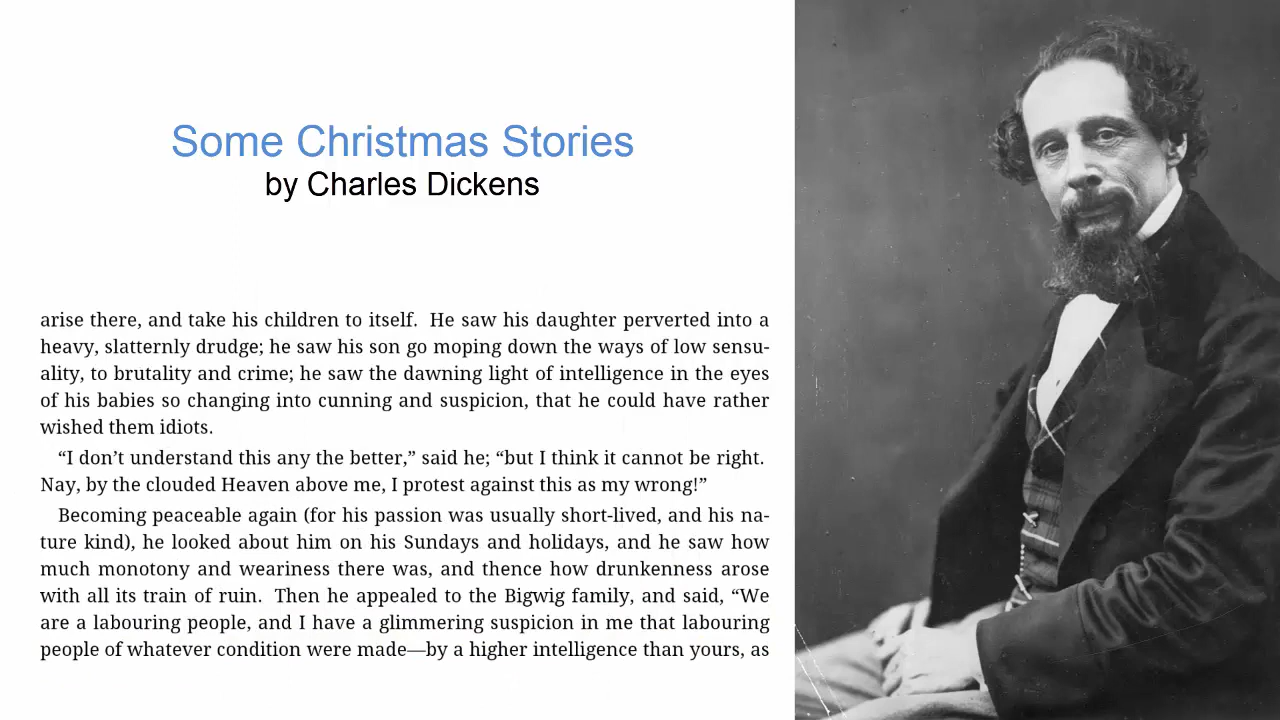 Some Christmas Stories
by Charles Dickens
arise there, and take his children to itself.  He saw his daughter perverted into a
heavy, slatternly drudge; he saw his son go moping down the ways of low sensu-
ality, to brutality and crime; he saw the dawning light of intelligence in the eyes
of his babies so changing into cunning and suspicion, that he could have rather
wished them idiots.
“I don’t understand this any the better,” said he; “but I think it cannot be right.
Nay, by the clouded Heaven above me, I protest against this as my wrong!”
Becoming peaceable again (for his passion was usually short-lived, and his na-
ture kind), he looked about him on his Sundays and holidays, and he saw how
much monotony and weariness there was, and thence how drunkenness arose
with all its train of ruin.  Then he appealed to the Bigwig family, and said, “We
are a labouring people, and I have a glimmering suspicion in me that labouring
people of whatever condition were made—by a higher intelligence than yours, as